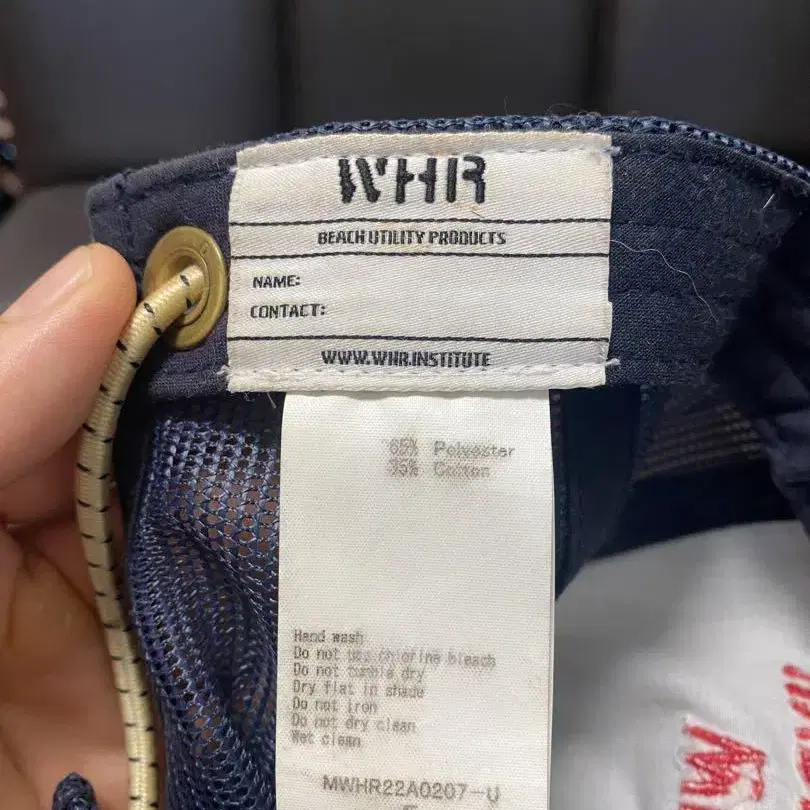 WHR
BEACH UTILITY PRODUCTS
NAME:
CONTACT:
WWW.WHR.INSTITUTE
65% Polyester
35% Cotton
Hand wash
Do not use chlorine bleach
Do not tumble dry
Dry flat in shade
Do not iron
Do not dry clean
Wet clean
MWHR22A0207-U